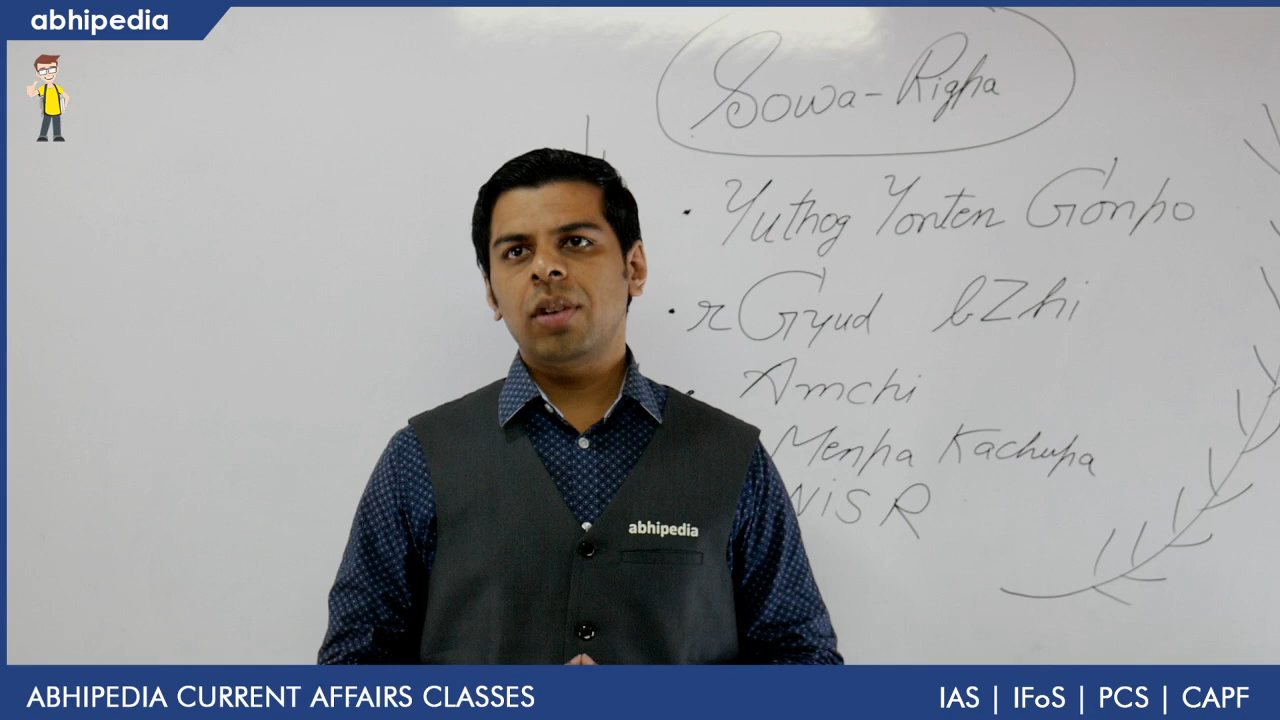 abhipedia
Sowa-Rigpa
• Yuthog Yonten Gonpo
• rGyud bZhi
• Amchi
Menpa Kachupa
NiSR
abhipedia
ABHIPEDIA CURRENT AFFAIRS CLASSES
IAS | IFoS | PCS | CAPF